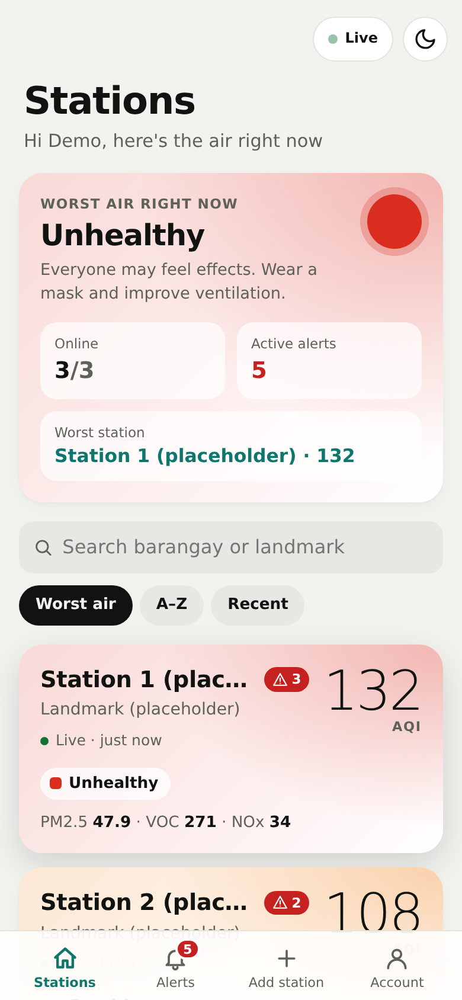 Live
Stations
Hi Demo, here's the air right now
WORST AIR RIGHT NOW
Unhealthy
Everyone may feel effects. Wear a
mask and improve ventilation.
Online
3/3
Active alerts
5
Worst station
Station 1 (placeholder) · 132
Search barangay or landmark
Worst air
A–Z
Recent
Station 1 (plac...
3
132
AQI
Landmark (placeholder)
Live · just now
Unhealthy
PM2.5 47.9 · VOC 271 · NOx 34
Station 2 (plac...
2
108
AQI
Landmark (placeholder)
just now
5
Stations
Alerts
Add station
Account